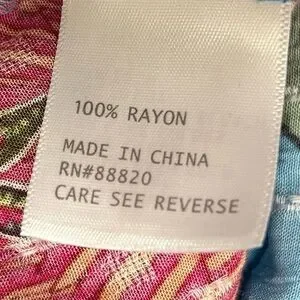 100% RAYON
MADE IN CHINA
RN#88820
CARE SEE REVERSE